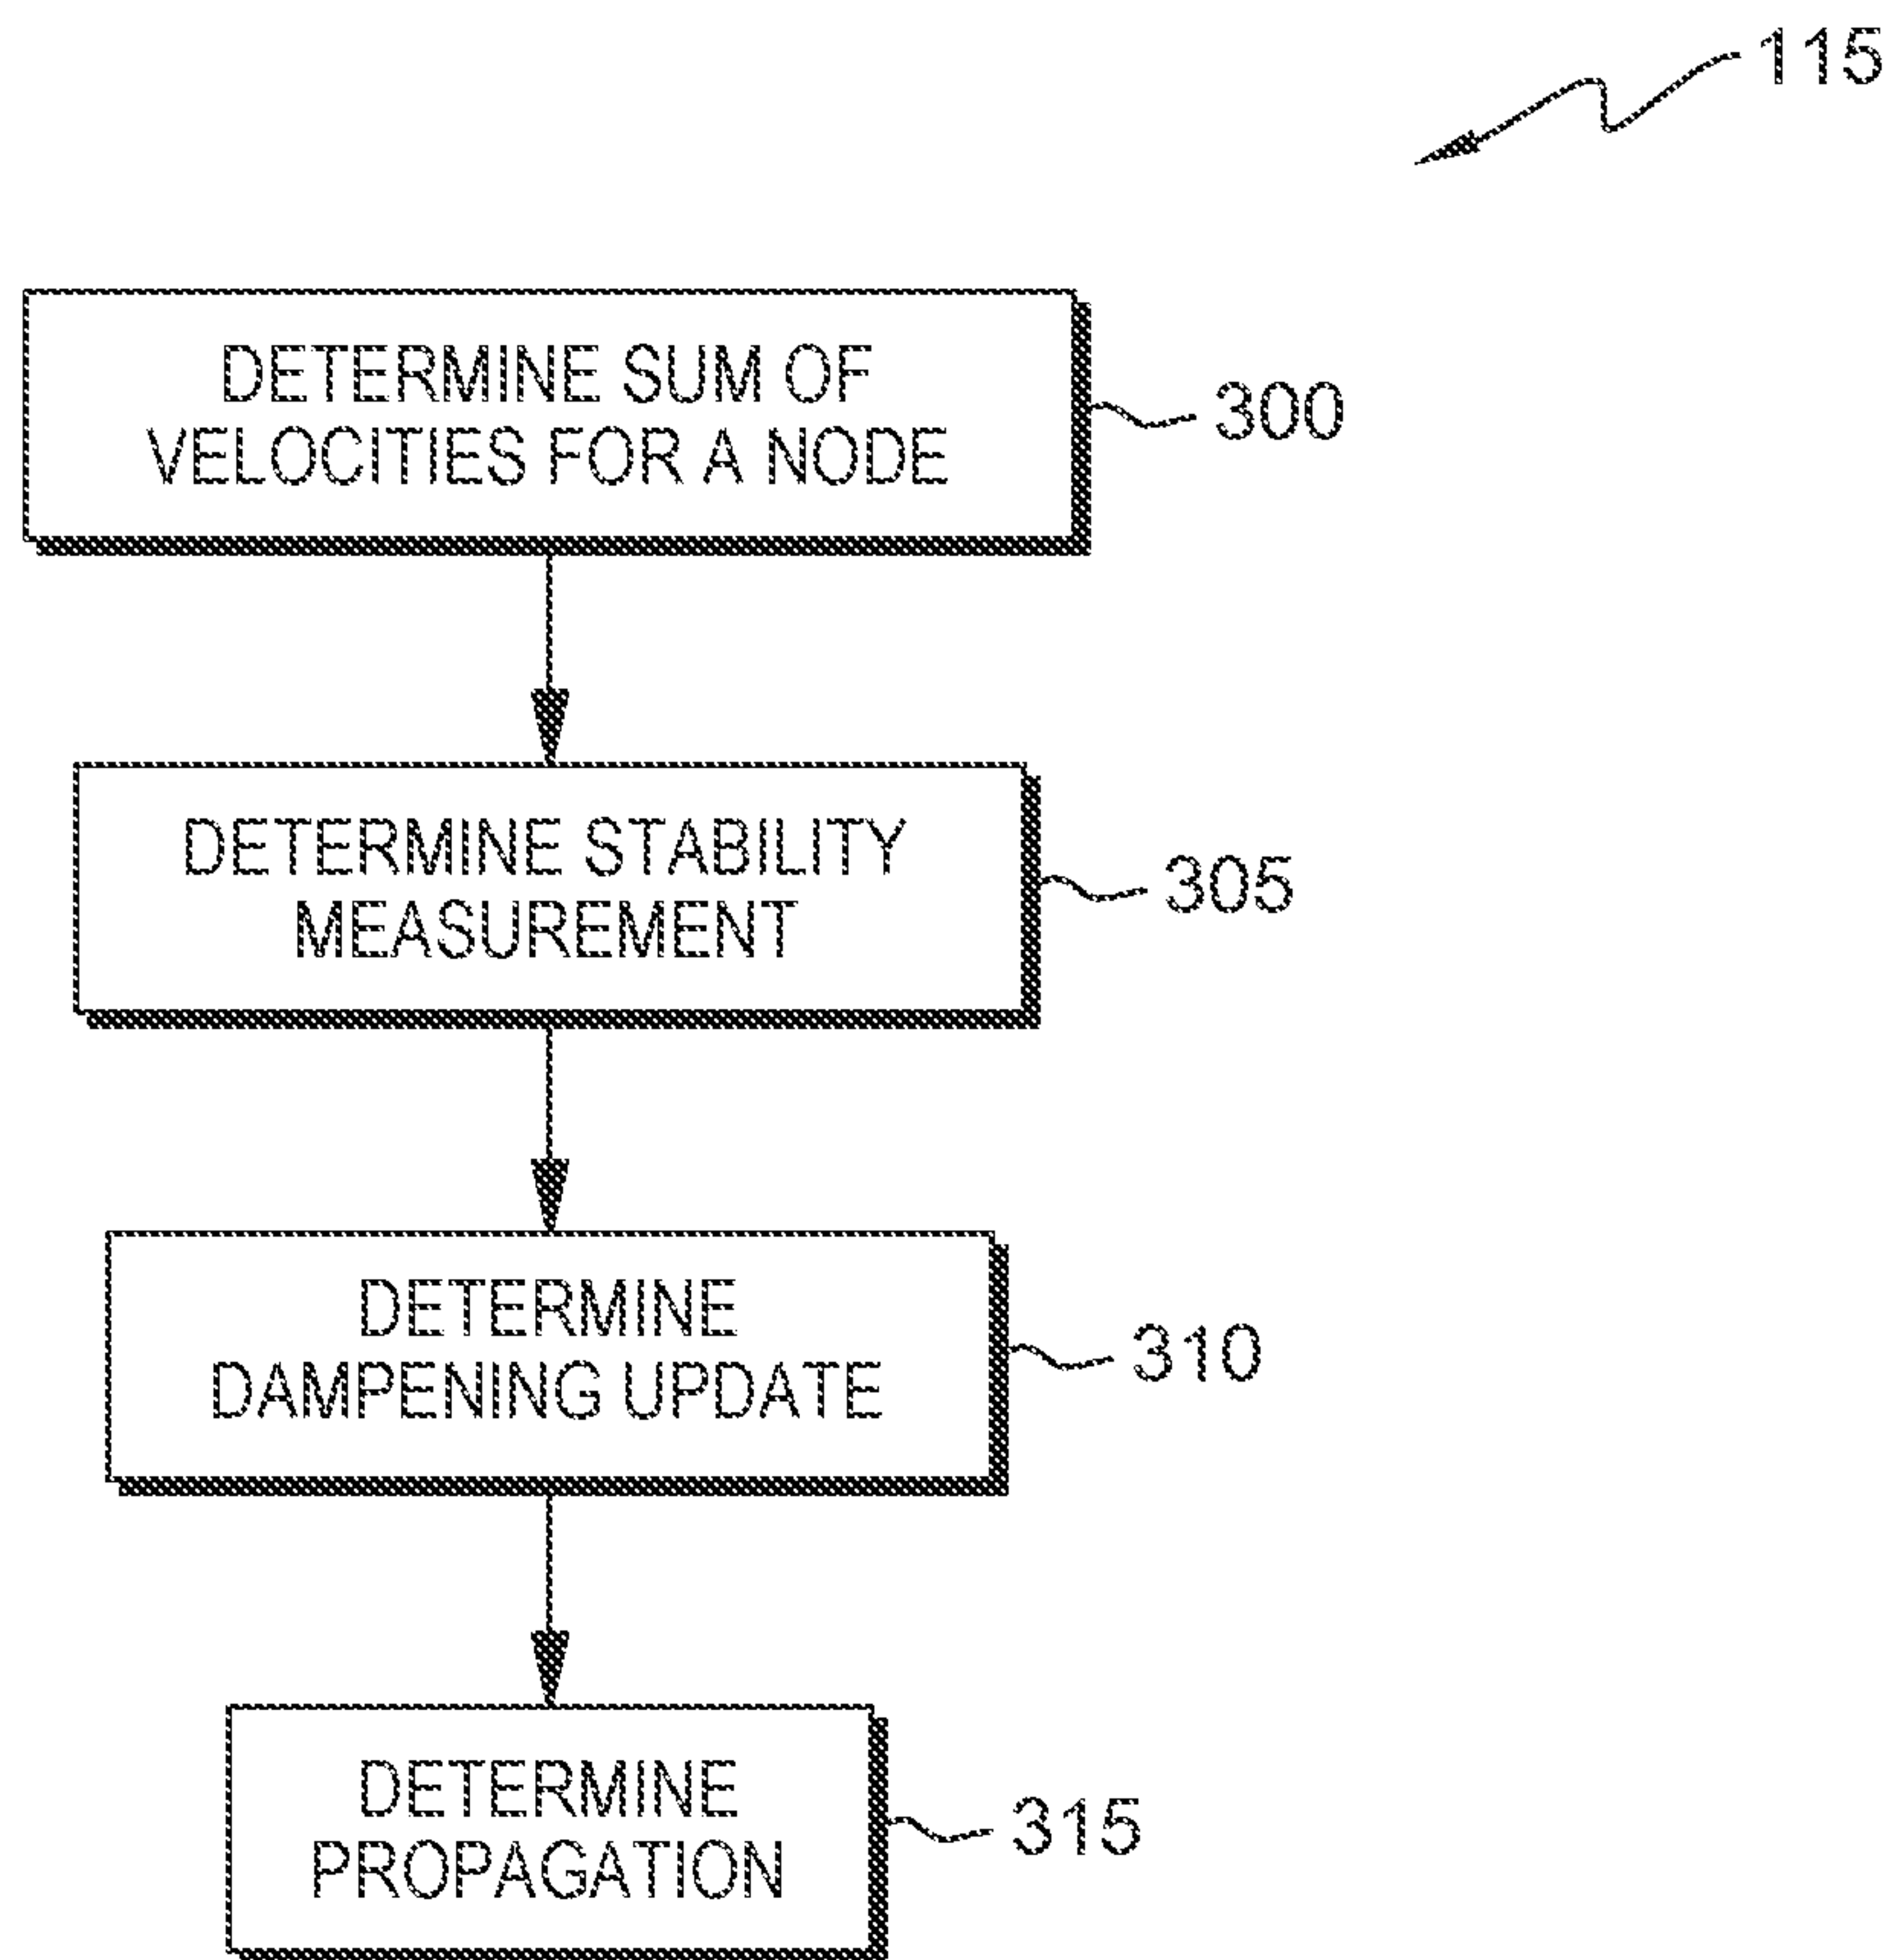 115
DETERMINE SUM OF
VELOCITIES FOR A NODE
300
DETERMINE STABILITY
MEASUREMENT
305
DETERMINE
DAMPENING UPDATE
310
DETERMINE
PROPAGATION
315